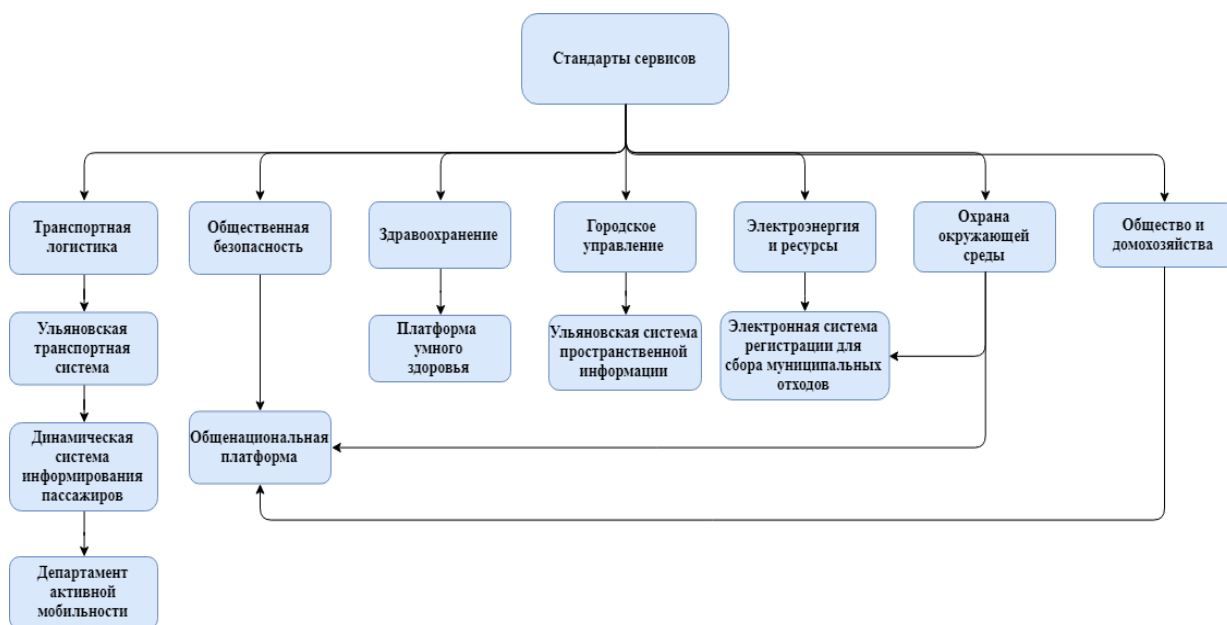 Стандарты сервисов
Транспортная
логистика
Общественная
безопасность
Здравоохранение
Городское
управление
Электроэнергия
и ресурсы
Охрана
окружающей
среды
Общество и
домохозяйства
Ульяновская
транспортная
система
Платформа
умного
здоровья
Ульяновская система
пространственной
информации
Электронная система
регистрации для
сбора муниципальных
отходов
Динамическая
система
информирования
пассажиров
Общенациональная
платформа
Департамент
активной
мобильности